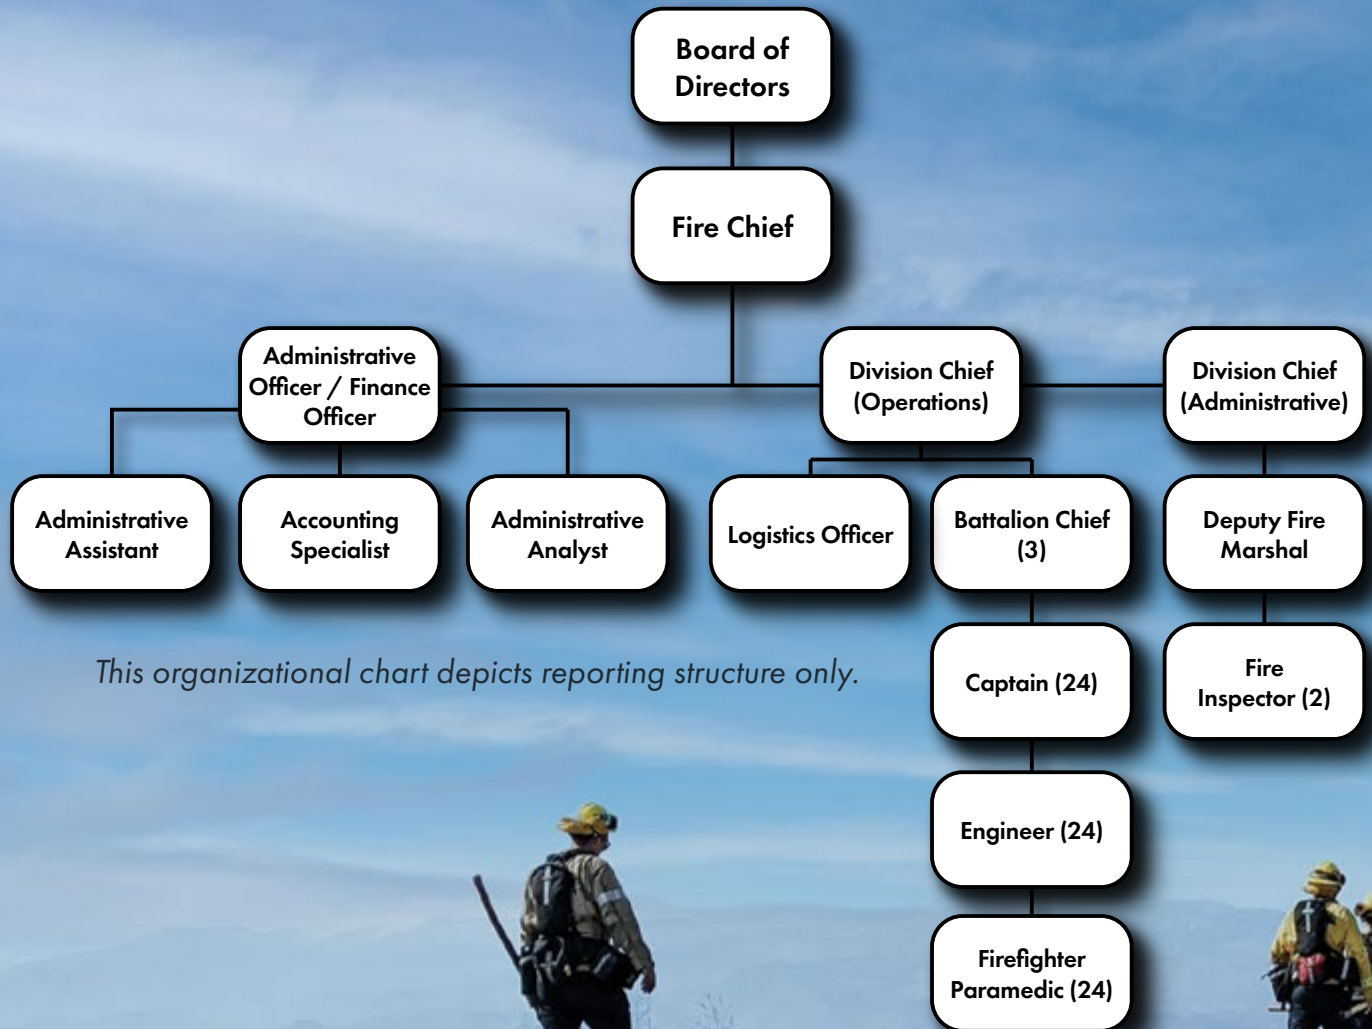 Board of
Directors
Fire Chief
Administrative
Officer / Finance
Officer
Division Chief
(Operations)
Division Chief
(Administrative)
Administrative
Assistant
Accounting
Specialist
Administrative
Analyst
Logistics Officer
Battalion Chief
(3)
Deputy Fire
Marshal
This organizational chart depicts reporting structure only.
Captain (24)
Fire
Inspector (2)
Engineer (24)
Firefighter
Paramedic (24)